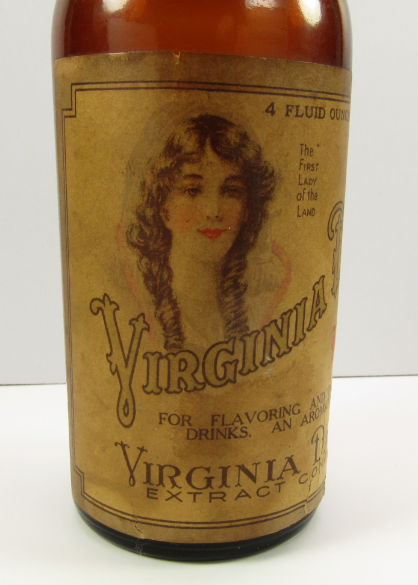 4 FLUID OUNC
The
FIRST
LADY
of the
LAND
VIRGINIA
FOR FLAVORING AND
DRINKS. AN AROMA
VIRGINIA DA
EXTRACT CO